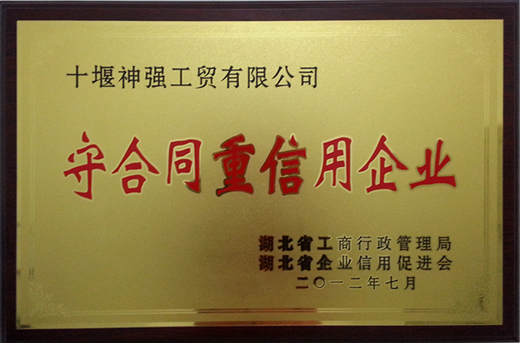 十堰神强工贸有限公司
守合同重信用企业
湖北省工商行政管理局
湖北省企业信用促进会
二〇一二年七月